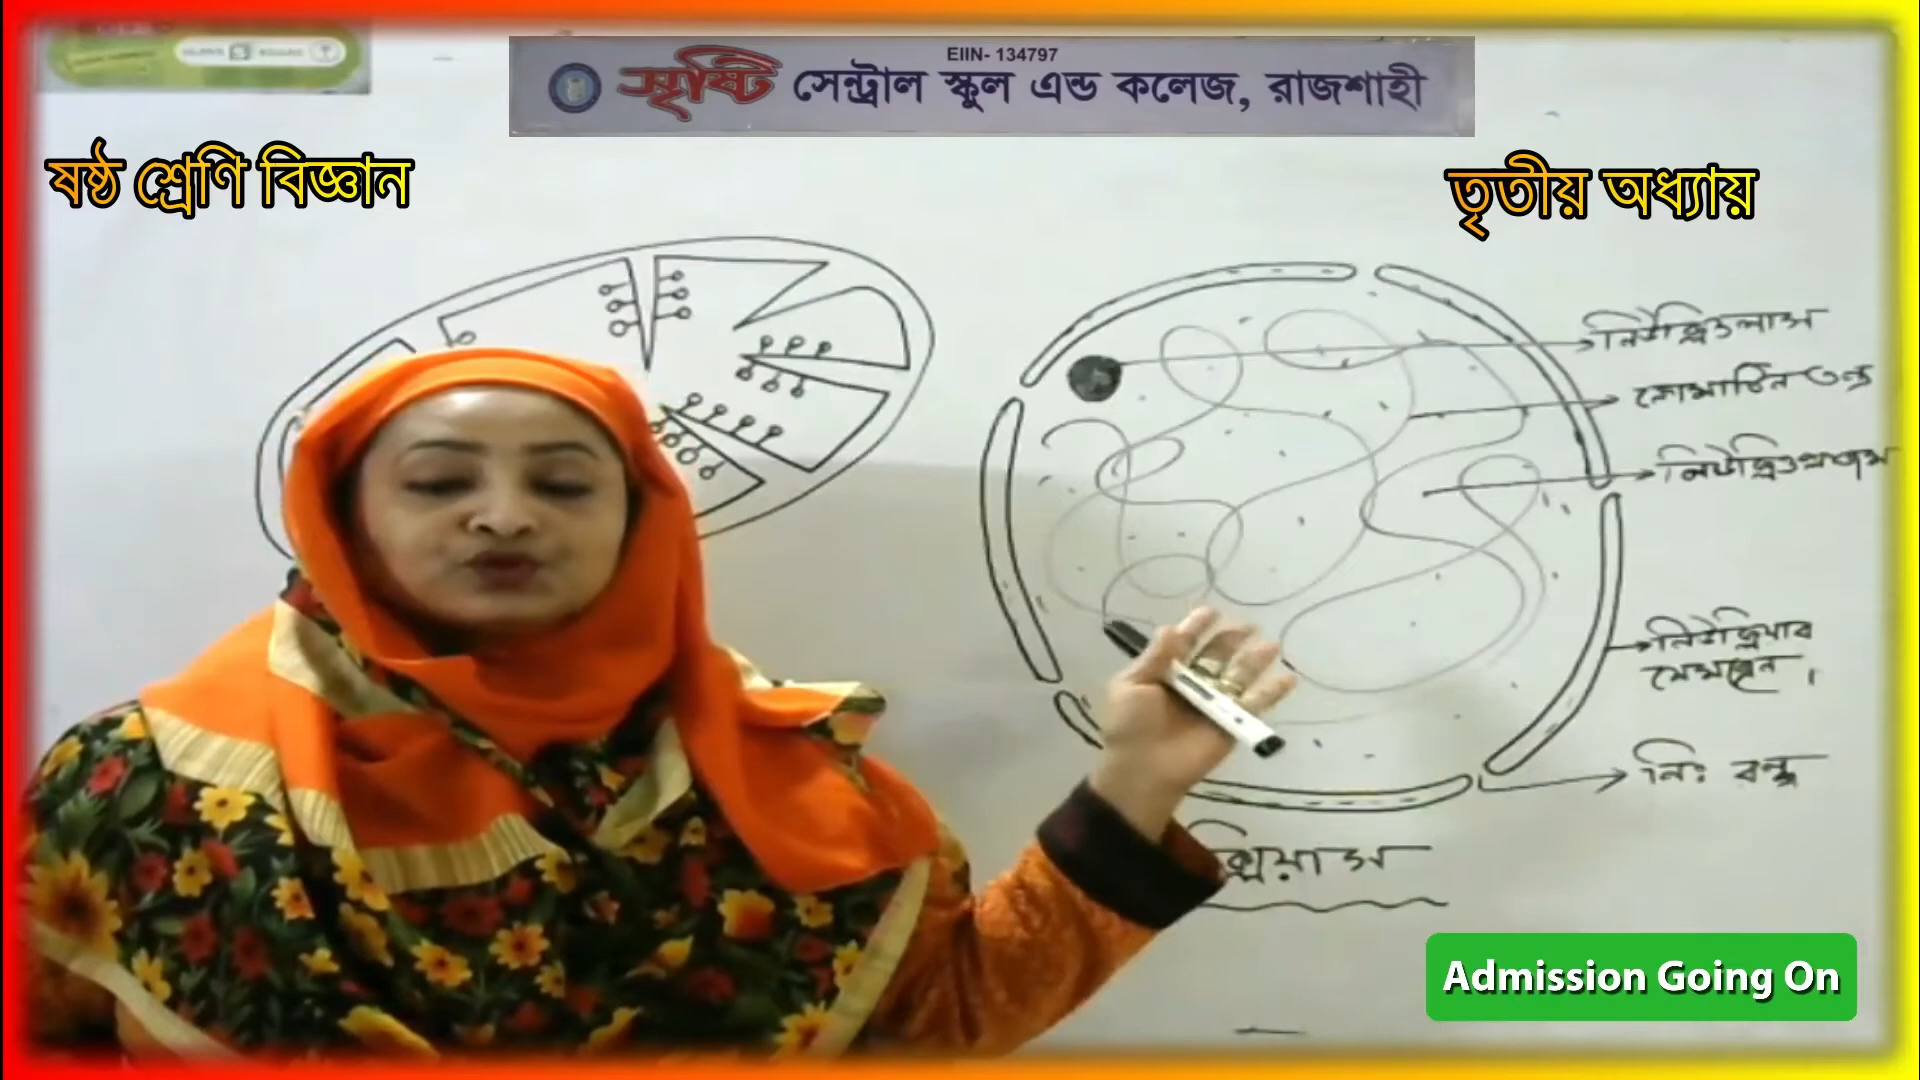 EIIN- 134797
সৃষ্টি সেন্ট্রাল স্কুল এন্ড কলেজ, রাজশাহী
ষষ্ঠ শ্রেণি বিজ্ঞান
তৃতীয় অধ্যায়
নিউক্লিওলাস
ক্রোমাটিন তন্তু
নিউক্লিওপ্লাজম
নিউক্লিয়ার
মেমব্রেন।
নিঃ রন্ধ্র
ক্লিয়াস
Admission Going On